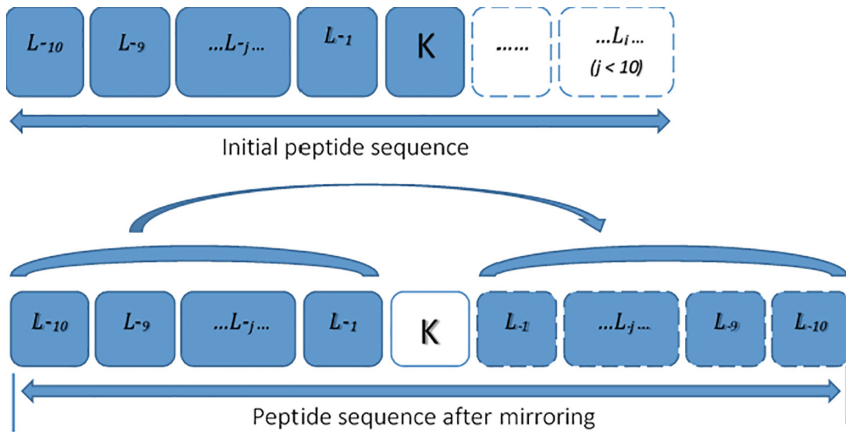 L-10 L-9 ...L-j... L-1 K ...... ...Li...
(j < 10)
Initial peptide sequence
L-10 L-9 ...L-j... L-1 K L-1 ...L-j... L-9 L-10
Peptide sequence after mirroring